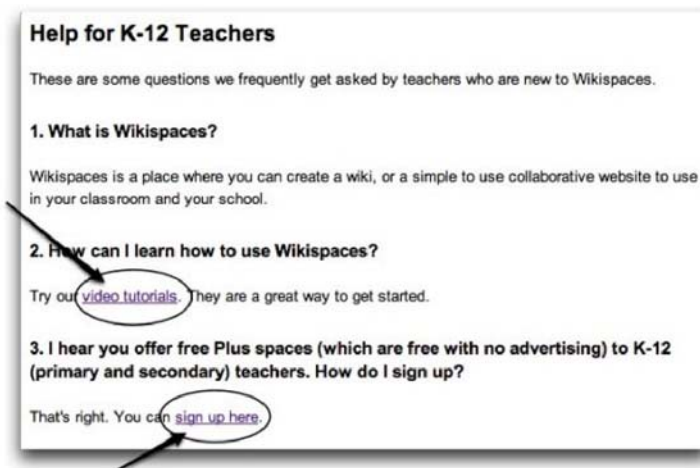 Help for K-12 Teachers
These are some questions we frequently get asked by teachers who are new to Wikispaces.
1. What is Wikispaces?
Wikispaces is a place where you can create a wiki, or a simple to use collaborative website to use
in your classroom and your school.
2. How can I learn how to use Wikispaces?
Try our video tutorials. They are a great way to get started.
3. I hear you offer free Plus spaces (which are free with no advertising) to K-12
(primary and secondary) teachers. How do I sign up?
That's right. You can sign up here.